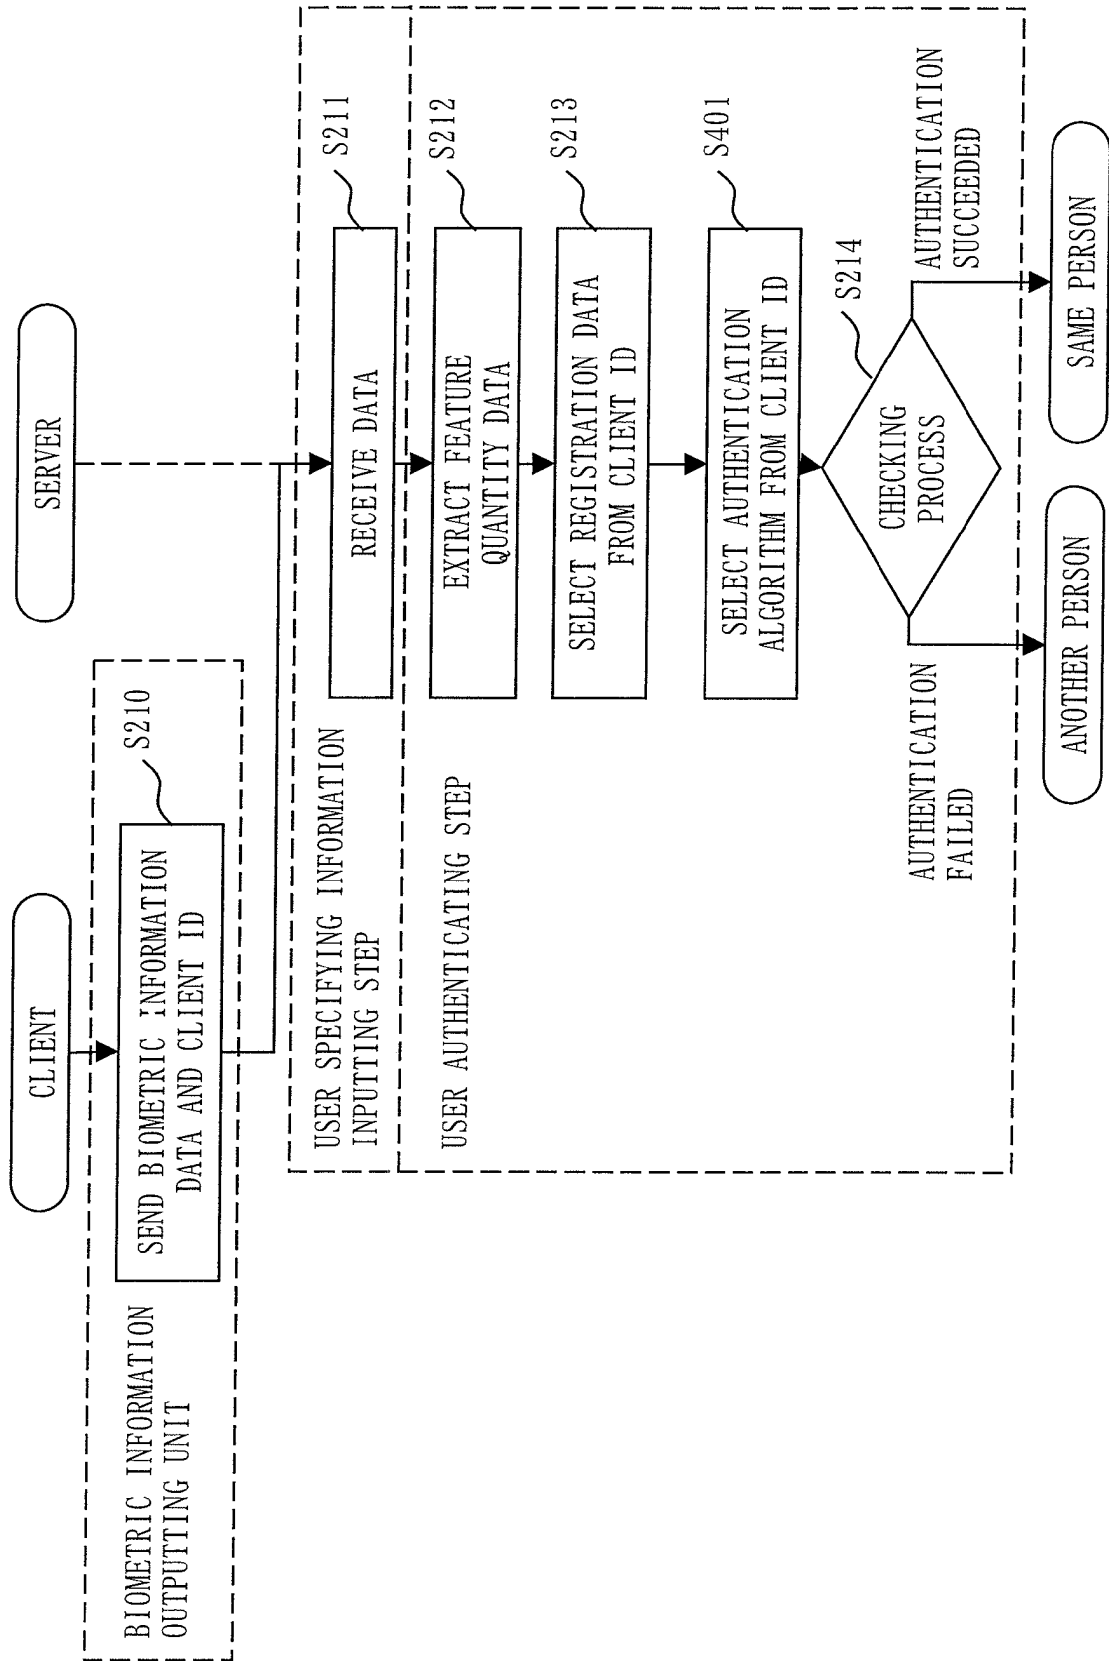 CLIENT
SERVER
BIOMETRIC INFORMATION
OUTPUTTING UNIT
SEND BIOMETRIC INFORMATION
DATA AND CLIENT ID
S210
USER SPECIFYING INFORMATION
INPUTTING STEP
RECEIVE DATA
S211
USER AUTHENTICATING STEP
EXTRACT FEATURE
QUANTITY DATA
S212
SELECT REGISTRATION DATA
FROM CLIENT ID
S213
SELECT AUTHENTICATION
ALGORITHM FROM CLIENT ID
S401
CHECKING
PROCESS
S214
AUTHENTICATION
FAILED
AUTHENTICATION
SUCCEEDED
ANOTHER PERSON
SAME PERSON